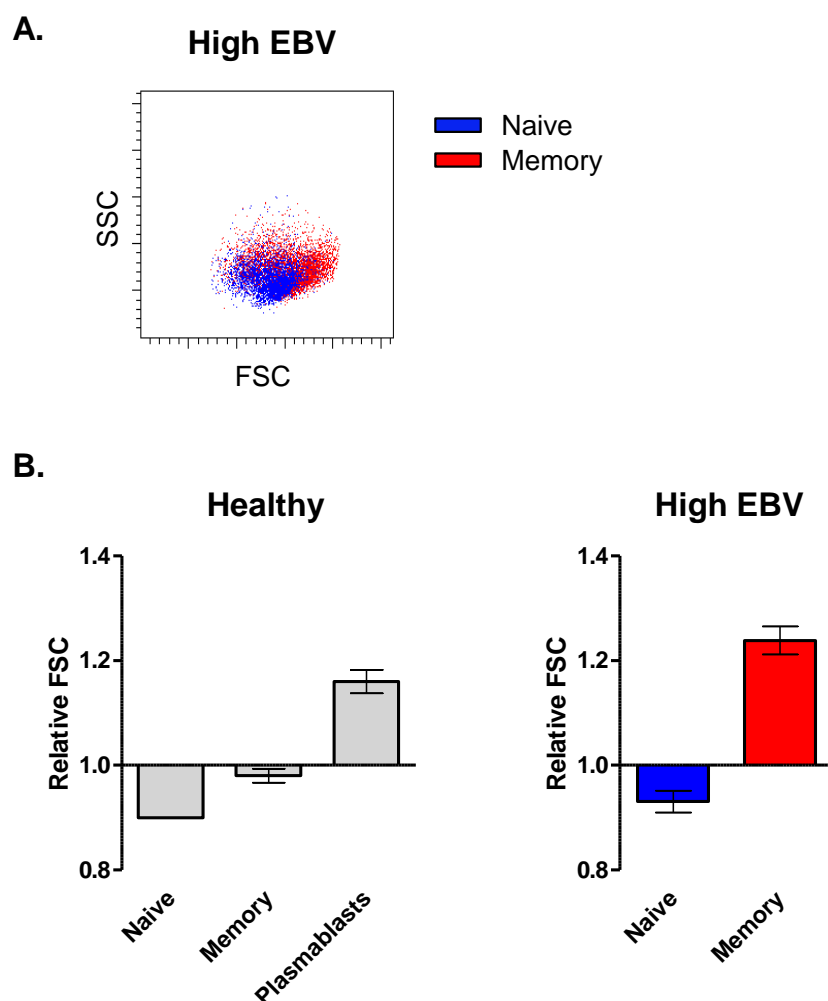 A.
High EBV
Naive
Memory
SSC
FSC
B.
Healthy
High EBV
1.4
1.2
1.0
0.8
Relative FSC
Naive
Memory
Plasmablasts
1.4
1.2
1.0
0.8
Relative FSC
Naive
Memory